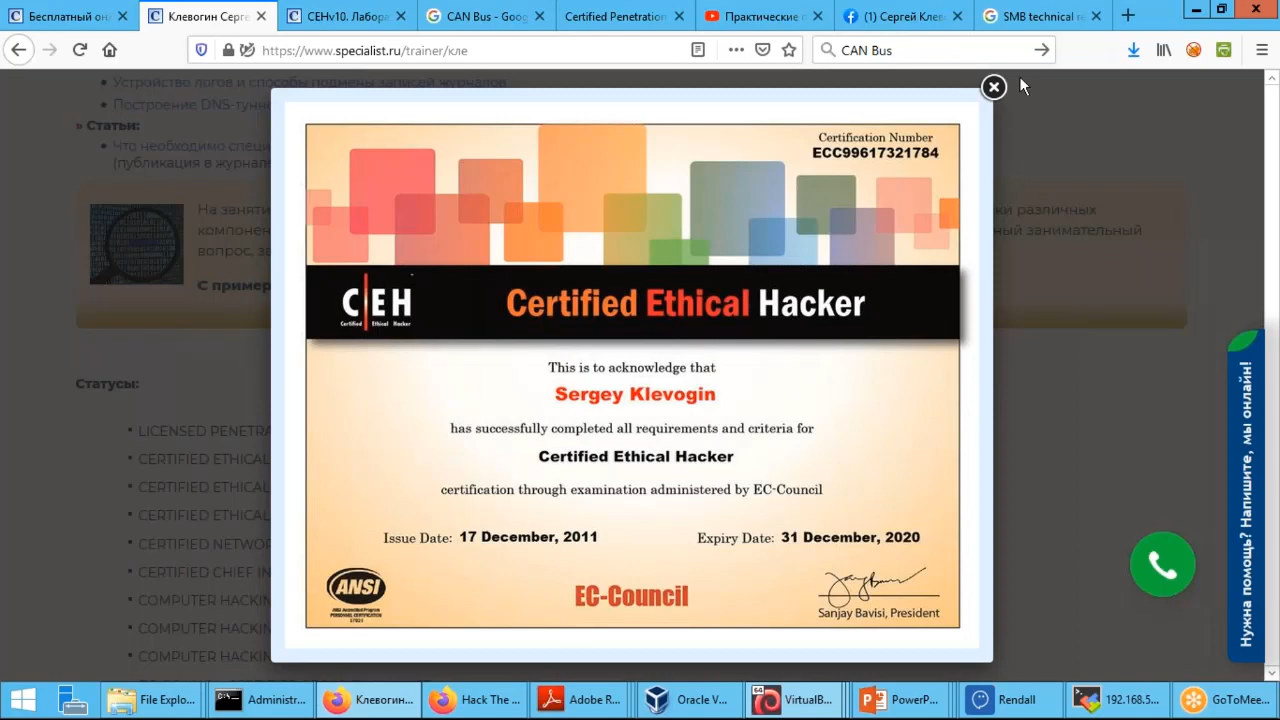 Бесплатный он
Клевогин Серге
CEHv10. Лабора
CAN Bus - Goog
Certified Penetration
Практические г
(1) Сергей Клев
SMB technical re
https://www.specialist.ru/trainer/кле
CAN Bus
Устройство логов и способы подмены записей журналов
Построение DNS-тунн
» Статьи:
Что необходимо специ
(публикация в журнале
На заняти
ки различных
компонен
ный занимательный
вопрос, за
С пример
Статусы:
LICENSED PENETRA
CERTIFIED ETHICAL
CERTIFIED ETHICAL
CERTIFIED ETHICAL
CERTIFIED NETWOR
CERTIFIED CHIEF IN
COMPUTER HACKIN
COMPUTER HACKIN
COMPUTER HACKIN
Certification Number
ECC99617321784
CEH
Certified Ethical Hacker
Certified Ethical Hacker
This is to acknowledge that
Sergey Klevogin
has successfully completed all requirements and criteria for
Certified Ethical Hacker
certification through examination administered by EC-Council
Issue Date: 17 December, 2011
Expiry Date: 31 December, 2020
ANSI
EC-Council
Sanjay Bavisi, President
Нужна помощь? Напишите, мы онлайн!
File Explo...
Administr...
Клевогин...
Hack The ...
Adobe R...
Oracle V...
VirtualB...
PowerP...
Rendall
192.168.5...
GoToMee...